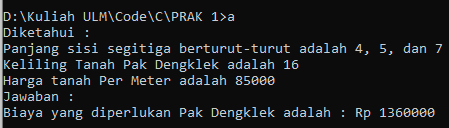 D:\Kuliah ULM\Code\C\PRAK 1>a
Diketahui :
Panjang sisi segitiga berturut-turut adalah 4, 5, dan 7
Keliling Tanah Pak Dengklek adalah 16
Harga tanah Per Meter adalah 85000
Jawaban :
Biaya yang diperlukan Pak Dengklek adalah : Rp 1360000